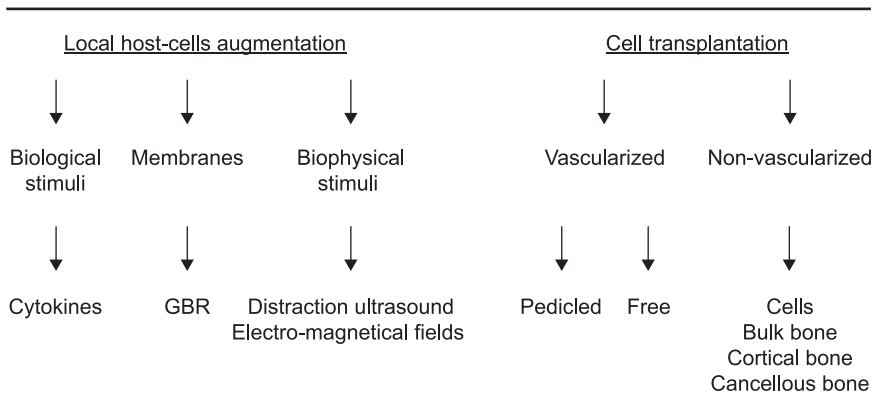 Local host-cells augmentation
Cell transplantation
Biological
stimuli
Membranes
Biophysical
stimuli
Vascularized
Non-vascularized
Cytokines
GBR
Distraction ultrasound
Electro-magnetical fields
Pedicled
Free
Cells
Bulk bone
Cortical bone
Cancellous bone